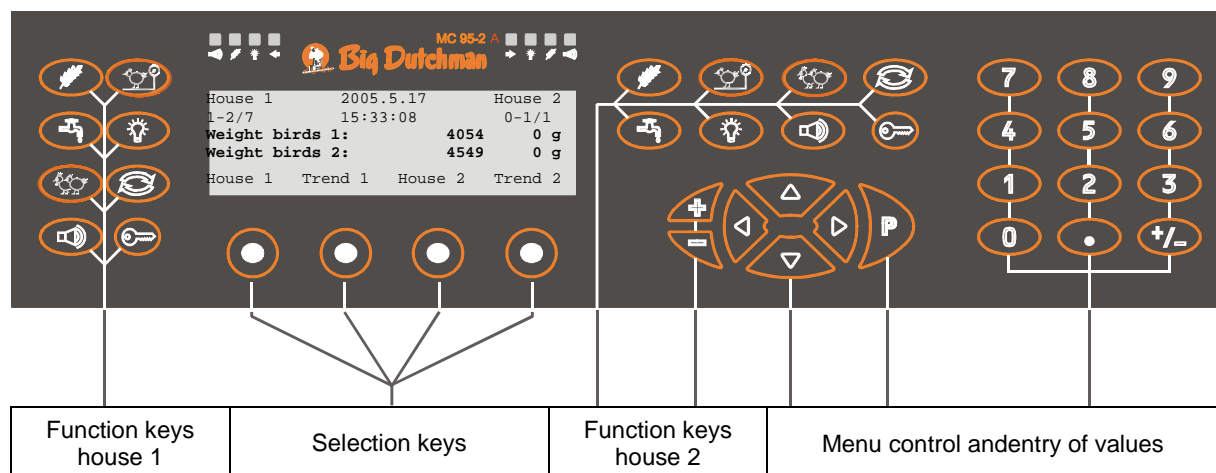 MC 95-2 A
Big Dutchman
House 1 2005.5.17 House 2
1-2/7 15:33:08 0-1/1
Weight birds 1: 4054 0 g
Weight birds 2: 4549 0 g
House 1 Trend 1 House 2 Trend 2
P
7 8 9
4 5 6
1 2 3
0 . +/-
Function keys
house 1
Selection keys
Function keys
house 2
Menu control andentry of values